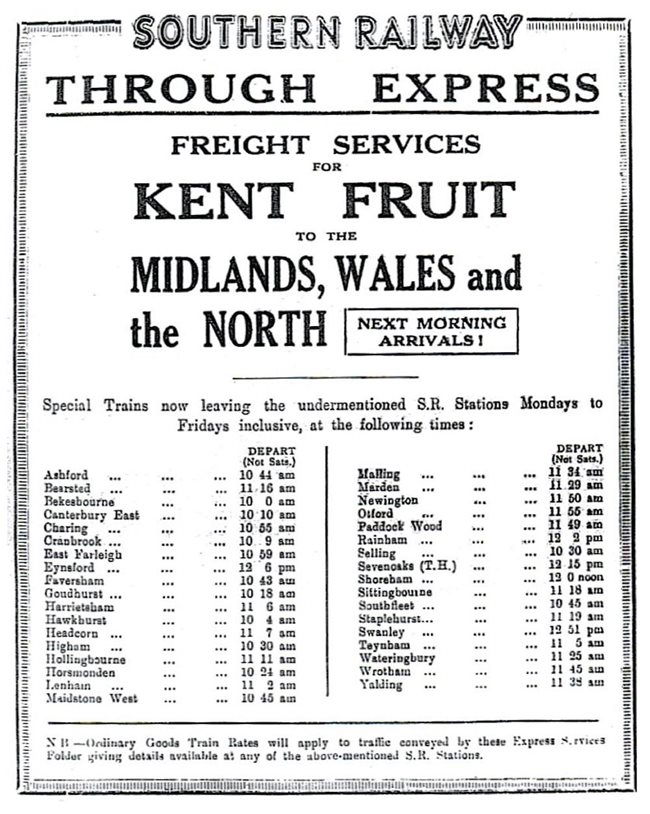 SOUTHERN RAILWAY
THROUGH EXPRESS
FREIGHT SERVICES
FOR
KENT FRUIT
TO THE
MIDLANDS, WALES and
the NORTH
NEXT MORNING
ARRIVALS!
Special Trains now leaving the undermentioned S.R. Stations Mondays to
Fridays inclusive, at the following times :
DEPART
(Not Sats.)
Ashford ... ... ... 10 44 am
Bearsted ... ... ... 11 16 am
Bekesbourne ... ... 10 0 am
Canterbury East ... ... 10 10 am
Charing ... ... ... 10 55 am
Cranbrook ... ... ... 10 9 am
East Farleigh ... ... 10 59 am
Eynsford ... ... ... 12 6 pm
Faversham ... ... 10 43 am
Goudhurst ... ... ... 10 18 am
Harrietsham ... ... 11 6 am
Hawkhurst ... ... 10 4 am
Headcorn ... ... ... 11 7 am
Higham ... ... ... 10 30 am
Hollingbourne ... ... 11 11 am
Horsmonden ... ... 10 24 am
Lenham ... ... ... 11 2 am
Maidstone West ... ... 10 45 am
DEPART
(Not Sats.)
Malling ... ... ... 11 34 am
Marden ... ... ... 11 29 am
Newington ... ... 11 50 am
Otford ... ... ... 11 55 am
Paddock Wood ... ... 11 49 am
Rainham ... ... ... 12 2 pm
Selling ... ... ... 10 30 am
Sevenoaks (T.H.) ... ... 12 15 pm
Shoreham ... ... ... 12 0 noon
Sittingbourne ... ... 11 18 am
Southfleet ... ... ... 10 45 am
Staplehurst... ... ... 11 19 am
Swanley ... ... ... 12 51 pm
Teynham ... ... ... 11 5 am
Wateringbury ... ... 11 25 am
Wrotham ... ... ... 11 45 am
Yalding ... ... ... 11 38 am
N B—Ordinary Goods Train Rates will apply to traffic conveyed by these Express Services
Folder giving details available at any of the above-mentioned S.R. Stations.